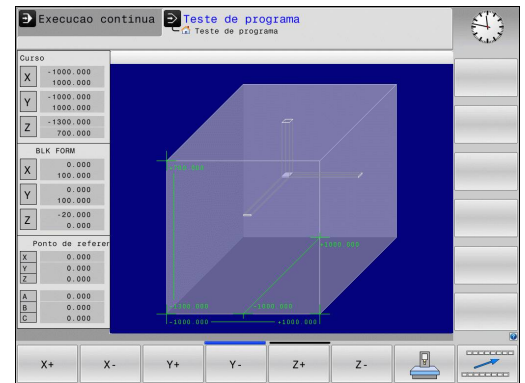 Execucao continua
Teste de programa
Teste de programa
Curso
X -1000.000
1000.000
Y -1000.000
1000.000
Z -1300.000
700.000
BLK FORM
X 0.000
100.000
Y 0.000
100.000
Z -20.000
0.000
Ponto de referen
X 0.000
Y 0.000
Z 0.000
A 0.000
B 0.000
C 0.000
+700.000
+1000.000
-1300.000
-1000.000
-1000.000
+1000.000
X+
X-
Y+
Y-
Z+
Z-